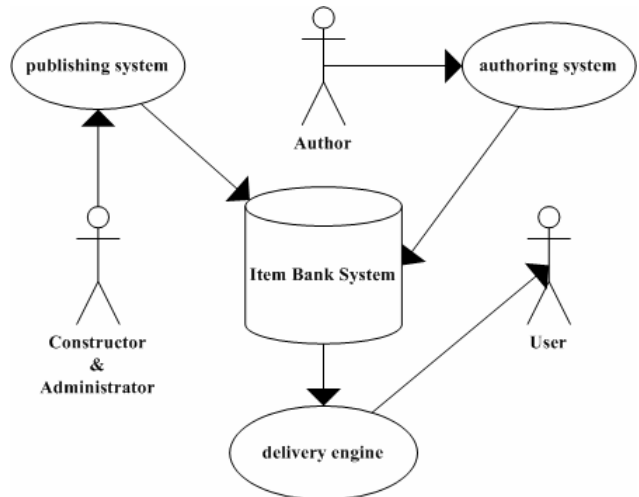 publishing system
authoring system
Author
Item Bank System
Constructor
&
Administrator
User
delivery engine